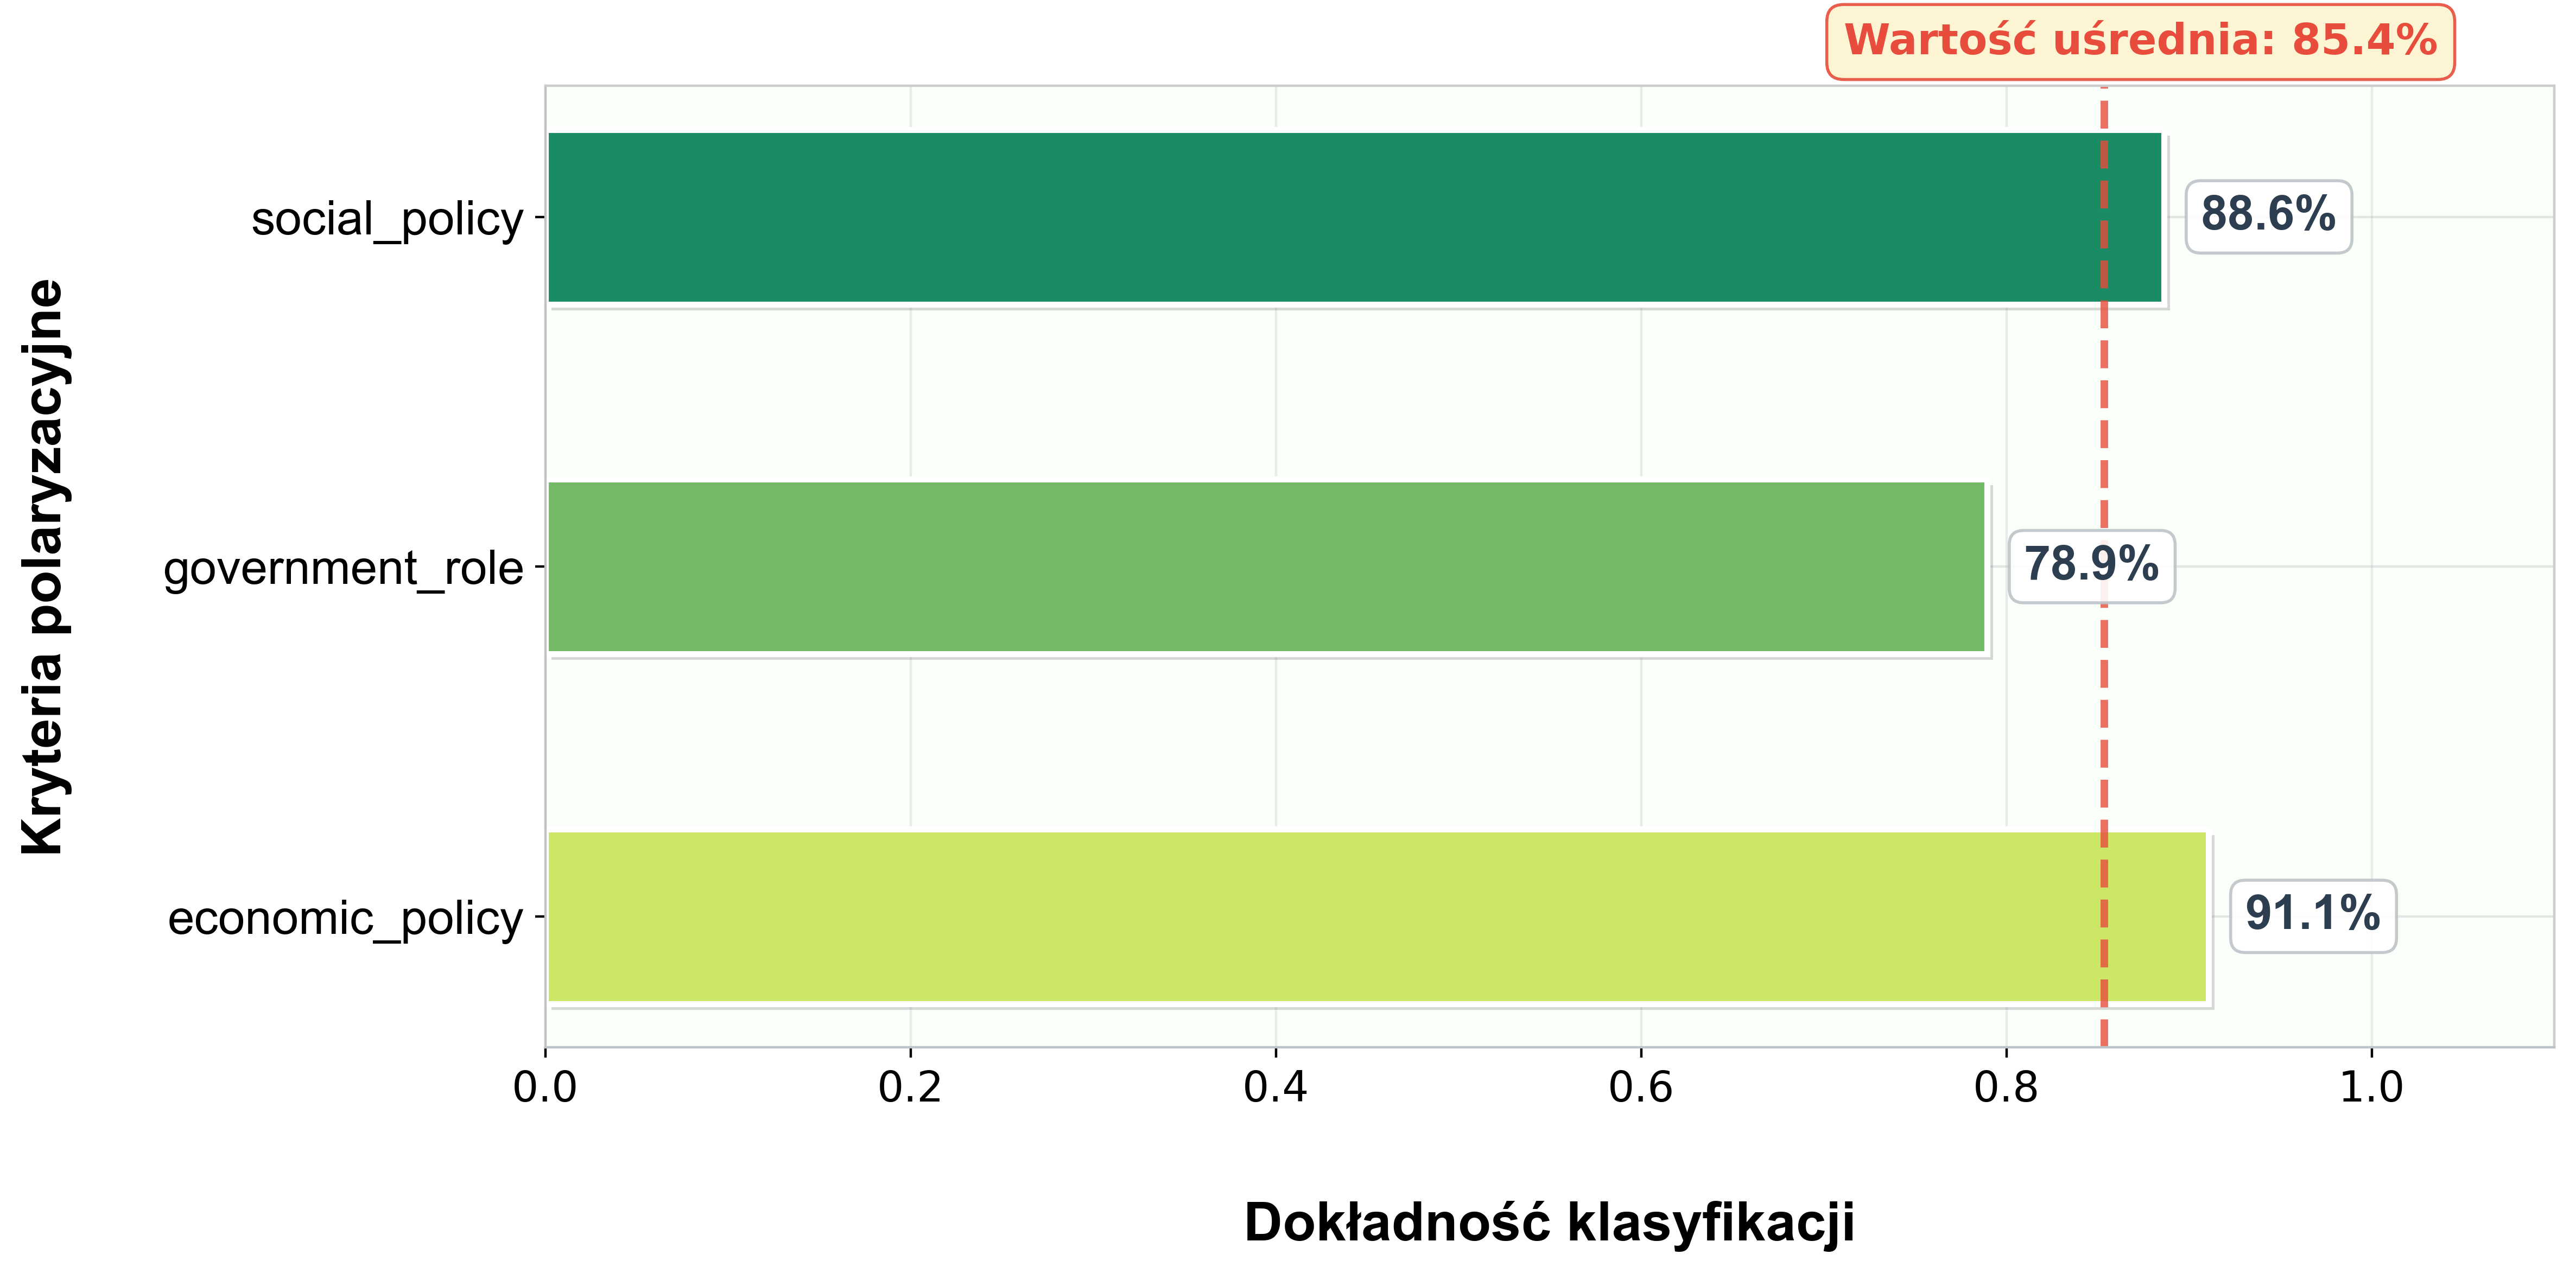 Wartość uśrednia: 85.4%
Kryteria polaryzacyjne
social_policy
88.6%
government_role
78.9%
economic_policy
91.1%
0.0 0.2 0.4 0.6 0.8 1.0
Dokładność klasyfikacji